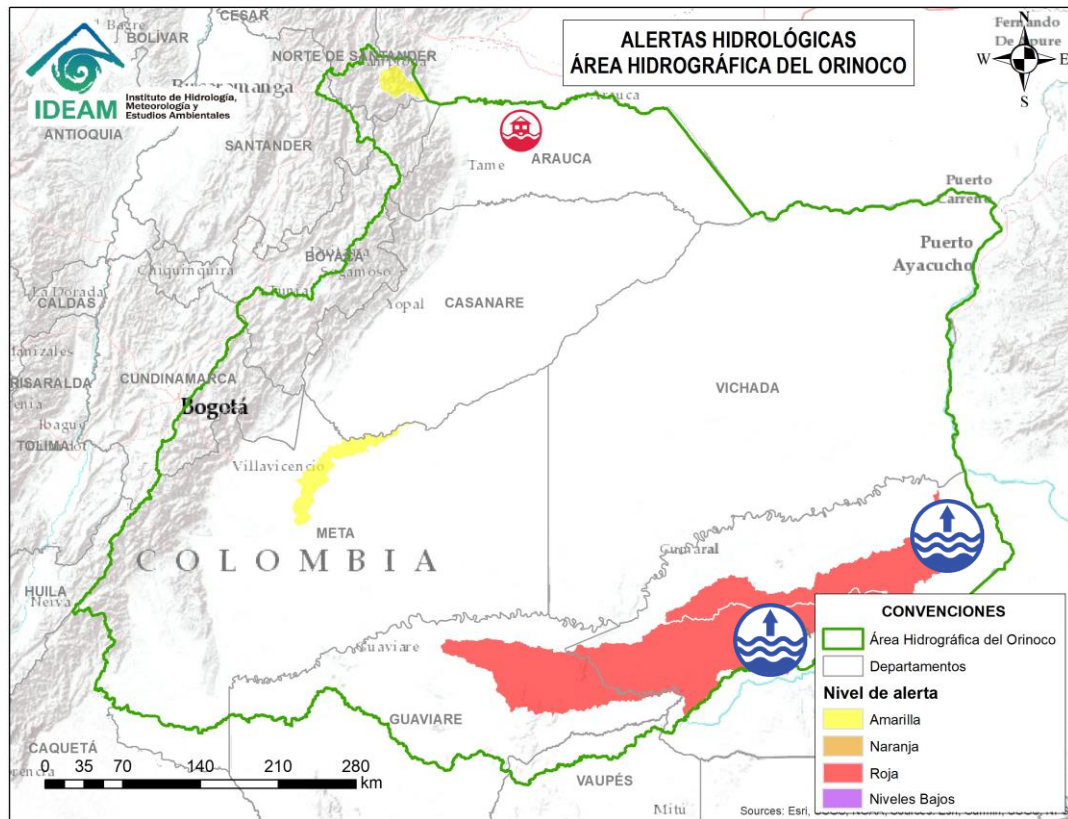 ALERTAS HIDROLÓGICAS
ÁREA HIDROGRÁFICA DEL ORINOCO
N
W
E
S
IDEAM
Instituto de Hidrología,
Meteorología y
Estudios Ambientales
CESAR
BOLÍVAR
NORTE DE SANTANDER
Fernando
De Apure
ANTIOQUIA
SANTANDER
Arauca
Tame
ARAUCA
Puerto
Carreño
Puerto
Ayacucho
Chiquinquirá
BOYACÁ
Sogamoso
La Dorada
CALDAS
Tunja
Yopal
CASANARE
Manizales
RISARALDA
CUNDINAMARCA
VICHADA
Bogotá
Ibague
TOLIMA
Villavicencio
META
COLOMBIA
Gumaral
HUILA
Neiva
Guaviare
GUAVIARE
CAQUETÁ
VAUPÉS
Mitú
0 35 70 140 210 280
km
CONVENCIONES
Área Hidrográfica del Orinoco
Departamentos
Nivel de alerta
Amarilla
Naranja
Roja
Niveles Bajos
Sources: Esri,